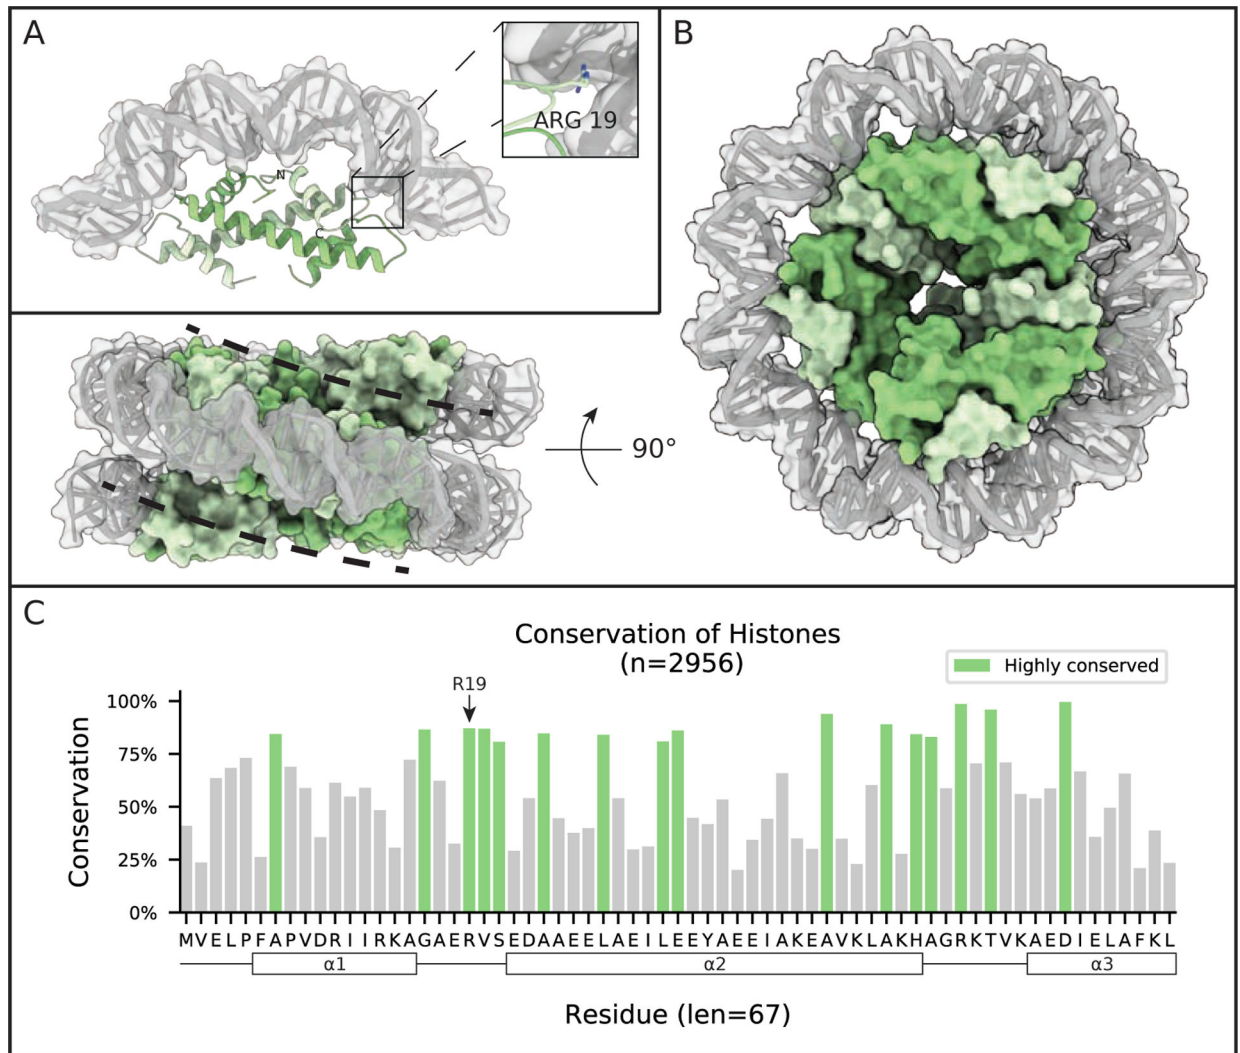 A
ARG 19
N
C
B
90°
C
Conservation of Histones
(n=2956)
Highly conserved
R19
Conservation
100%
75%
50%
25%
0%
M V E L P F A P V D R I I R K A G A E R V S E D A A E E L A E I L E E Y A E E I A K E A V K L A K H A G R K T V K A E D I E L A F K L
α1 α2 α3
Residue (len=67)